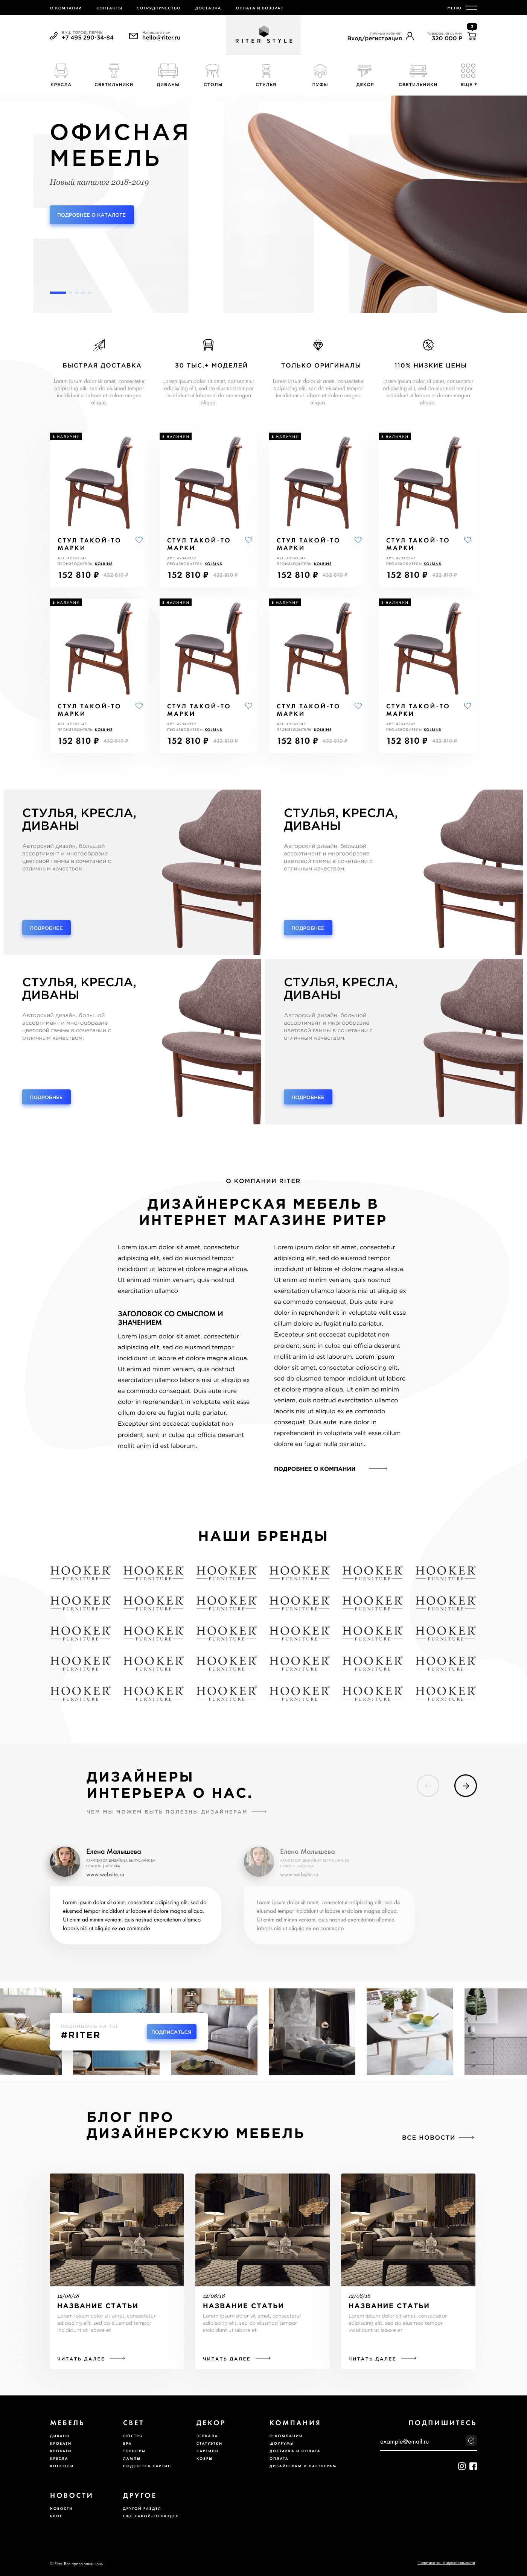 О КОМПАНИИ КОНТАКТЫ СОТРУДНИЧЕСТВО ДОСТАВКА ОПЛАТА И ВОЗВРАТ МЕНЮ
ВАШ ГОРОД: ПЕРМЬ
+7 495 290-34-84
Напишите нам
hello@riter.ru
RITER STYLE
Личный кабинет
Вход/регистрация
Товаров на сумму
320 000 Р
3
КРЕСЛА СВЕТИЛЬНИКИ ДИВАНЫ СТОЛЫ СТУЛЬЯ ПУФЫ ДЕКОР СВЕТИЛЬНИКИ ЕЩЕ
ОФИСНАЯ
МЕБЕЛЬ
Новый каталог 2018-2019
ПОДРОБНЕЕ О КАТАЛОГЕ
БЫСТРАЯ ДОСТАВКА
Lorem ipsum dolor sit amet, consectetur
adipiscing elit, sed do eiusmod tempor
incididunt ut labore et dolore magna
aliqua.
30 ТЫС.+ МОДЕЛЕЙ
Lorem ipsum dolor sit amet, consectetur
adipiscing elit, sed do eiusmod tempor
incididunt ut labore et dolore magna
aliqua.
ТОЛЬКО ОРИГИНАЛЫ
Lorem ipsum dolor sit amet, consectetur
adipiscing elit, sed do eiusmod tempor
incididunt ut labore et dolore magna
aliqua.
110% НИЗКИЕ ЦЕНЫ
Lorem ipsum dolor sit amet, consectetur
adipiscing elit, sed do eiusmod tempor
incididunt ut labore et dolore magna
aliqua.
В НАЛИЧИИ
СТУЛ ТАКОЙ-ТО
МАРКИ
АРТ. 42342347
ПРОИЗВОДИТЕЛЬ: KOLBINS
152 810 ₽ 432 810 ₽
В НАЛИЧИИ
СТУЛ ТАКОЙ-ТО
МАРКИ
АРТ. 42342347
ПРОИЗВОДИТЕЛЬ: KOLBINS
152 810 ₽ 432 810 ₽
В НАЛИЧИИ
СТУЛ ТАКОЙ-ТО
МАРКИ
АРТ. 42342347
ПРОИЗВОДИТЕЛЬ: KOLBINS
152 810 ₽ 432 810 ₽
В НАЛИЧИИ
СТУЛ ТАКОЙ-ТО
МАРКИ
АРТ. 42342347
ПРОИЗВОДИТЕЛЬ: KOLBINS
152 810 ₽ 432 810 ₽
В НАЛИЧИИ
СТУЛ ТАКОЙ-ТО
МАРКИ
АРТ. 42342347
ПРОИЗВОДИТЕЛЬ: KOLBINS
152 810 ₽ 432 810 ₽
В НАЛИЧИИ
СТУЛ ТАКОЙ-ТО
МАРКИ
АРТ. 42342347
ПРОИЗВОДИТЕЛЬ: KOLBINS
152 810 ₽ 432 810 ₽
В НАЛИЧИИ
СТУЛ ТАКОЙ-ТО
МАРКИ
АРТ. 42342347
ПРОИЗВОДИТЕЛЬ: KOLBINS
152 810 ₽ 432 810 ₽
В НАЛИЧИИ
СТУЛ ТАКОЙ-ТО
МАРКИ
АРТ. 42342347
ПРОИЗВОДИТЕЛЬ: KOLBINS
152 810 ₽ 432 810 ₽
СТУЛЬЯ, КРЕСЛА,
ДИВАНЫ
Авторский дизайн, большой
ассортимент и многообразие
цветовой гаммы в сочетании с
отличным качеством.
ПОДРОБНЕЕ
СТУЛЬЯ, КРЕСЛА,
ДИВАНЫ
Авторский дизайн, большой
ассортимент и многообразие
цветовой гаммы в сочетании с
отличным качеством.
ПОДРОБНЕЕ
СТУЛЬЯ, КРЕСЛА,
ДИВАНЫ
Авторский дизайн, большой
ассортимент и многообразие
цветовой гаммы в сочетании с
отличным качеством.
ПОДРОБНЕЕ
СТУЛЬЯ, КРЕСЛА,
ДИВАНЫ
Авторский дизайн, большой
ассортимент и многообразие
цветовой гаммы в сочетании с
отличным качеством.
ПОДРОБНЕЕ
О КОМПАНИИ RITER
ДИЗАЙНЕРСКАЯ МЕБЕЛЬ В
ИНТЕРНЕТ МАГАЗИНЕ РИТЕР
Lorem ipsum dolor sit amet, consectetur
adipiscing elit, sed do eiusmod tempor
incididunt ut labore et dolore magna aliqua.
Ut enim ad minim veniam, quis nostrud
exercitation ullamco
ЗАГОЛОВОК СО СМЫСЛОМ И
ЗНАЧЕНИЕМ
Lorem ipsum dolor sit amet, consectetur
adipiscing elit, sed do eiusmod tempor
incididunt ut labore et dolore magna aliqua.
Ut enim ad minim veniam, quis nostrud
exercitation ullamco laboris nisi ut aliquip ex
ea commodo consequat. Duis aute irure
dolor in reprehenderit in voluptate velit esse
cillum dolore eu fugiat nulla pariatur.
Excepteur sint occaecat cupidatat non
proident, sunt in culpa qui officia deserunt
mollit anim id est laborum.
Lorem ipsum dolor sit amet, consectetur
adipiscing elit, sed do eiusmod tempor
incididunt ut labore et dolore magna aliqua.
Ut enim ad minim veniam, quis nostrud
exercitation ullamco laboris nisi ut aliquip ex
ea commodo consequat. Duis aute irure
dolor in reprehenderit in voluptate velit esse
cillum dolore eu fugiat nulla pariatur.
Excepteur sint occaecat cupidatat non
proident, sunt in culpa qui officia deserunt
mollit anim id est laborum. Lorem ipsum
dolor sit amet, consectetur adipiscing elit,
sed do eiusmod tempor incididunt ut labore
et dolore magna aliqua. Ut enim ad minim
veniam, quis nostrud exercitation ullamco
laboris nisi ut aliquip ex ea commodo
consequat. Duis aute irure dolor in
reprehenderit in voluptate velit esse cillum
dolore eu fugiat nulla pariatur...
ПОДРОБНЕЕ О КОМПАНИИ
НАШИ БРЕНДЫ
HOOKER HOOKER HOOKER HOOKER HOOKER HOOKER
FURNITURE FURNITURE FURNITURE FURNITURE FURNITURE FURNITURE
HOOKER HOOKER HOOKER HOOKER HOOKER HOOKER
FURNITURE FURNITURE FURNITURE FURNITURE FURNITURE FURNITURE
HOOKER HOOKER HOOKER HOOKER HOOKER HOOKER
FURNITURE FURNITURE FURNITURE FURNITURE FURNITURE FURNITURE
HOOKER HOOKER HOOKER HOOKER HOOKER HOOKER
FURNITURE FURNITURE FURNITURE FURNITURE FURNITURE FURNITURE
HOOKER HOOKER HOOKER HOOKER HOOKER HOOKER
FURNITURE FURNITURE FURNITURE FURNITURE FURNITURE FURNITURE
ДИЗАЙНЕРЫ
ИНТЕРЬЕРА О НАС.
ЧЕМ МЫ МОЖЕМ БЫТЬ ПОЛЕЗНЫ ДИЗАЙНЕРАМ
Елена Малышева
LONDON | МОСКВА
www.website.ru
Lorem ipsum dolor sit amet, consectetur adipiscing elit, sed do
eiusmod tempor incididunt ut labore et dolore magna aliqua.
Ut enim ad minim veniam, quis nostrud exercitation ullamco
laboris nisi ut aliquip ex ea commodo
Елена Малышева
LONDON | МОСКВА
www.website.ru
Lorem ipsum dolor sit amet, consectetur adipiscing elit, sed do
eiusmod tempor incididunt ut labore et dolore magna aliqua.
Ut enim ad minim veniam, quis nostrud exercitation ullamco
laboris nisi ut aliquip ex ea commodo
ПОДПИШИСЬ НА ТЕГ
#RITER
ПОДПИСАТЬСЯ
БЛОГ ПРО
ДИЗАЙНЕРСКУЮ МЕБЕЛЬ
ВСЕ НОВОСТИ
12/08/18
НАЗВАНИЕ СТАТЬИ
Lorem ipsum dolor sit amet, consectetur
adipiscing elit, sed do eiusmod tempor
incididunt ut labore et
ЧИТАТЬ ДАЛЕЕ
12/08/18
НАЗВАНИЕ СТАТЬИ
Lorem ipsum dolor sit amet, consectetur
adipiscing elit, sed do eiusmod tempor
incididunt ut labore et
ЧИТАТЬ ДАЛЕЕ
12/08/18
НАЗВАНИЕ СТАТЬИ
Lorem ipsum dolor sit amet, consectetur
adipiscing elit, sed do eiusmod tempor
incididunt ut labore et
ЧИТАТЬ ДАЛЕЕ
МЕБЕЛЬ
ДИВАНЫ
КРОВАТИ
КРОВАТИ
КРЕСЛА
КОНСОЛИ
СВЕТ
ЛЮСТРЫ
БРА
ТОРШЕРЫ
ЛАМПЫ
ПОДСВЕТКА КАРТИН
ДЕКОР
ЗЕРКАЛА
СТАТУЭТКИ
КАРТИНЫ
КОВРЫ
КОМПАНИЯ
О КОМПАНИИ
ШОУРУМЫ
ДОСТАВКА И ОПЛАТА
ОПЛАТА
ДИЗАЙНЕРАМ И ПАРТНЕРАМ
ПОДПИШИТЕСЬ
example@email.ru
НОВОСТИ
НОВОСТИ
БЛОГ
ДРУГОЕ
ДРУГОЙ РАЗДЕЛ
ЕЩЕ КАКОЙ-ТО РАЗДЕЛ
© Riter. Все права защищены
Политика конфиденциальности